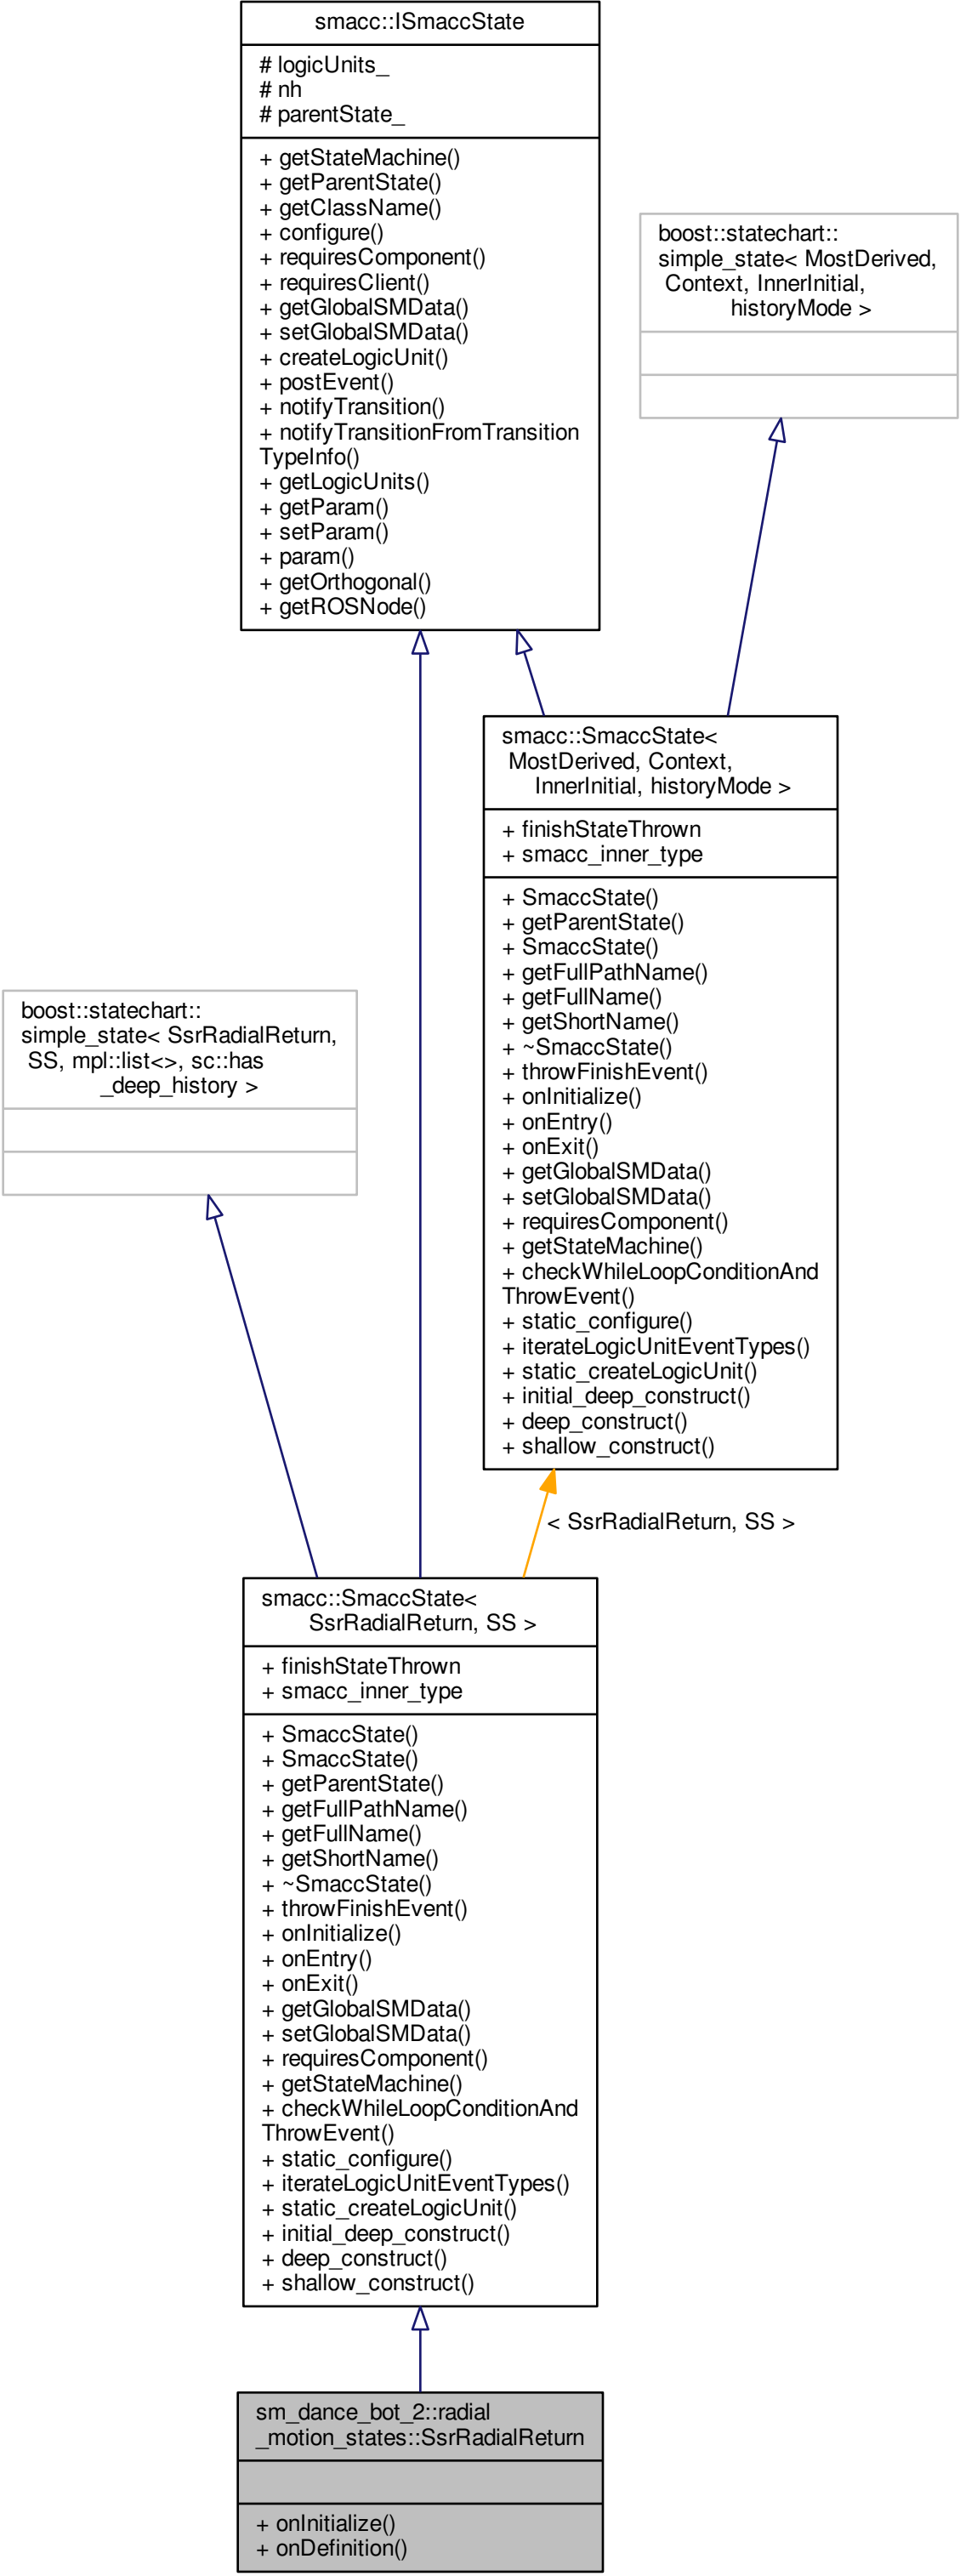 smacc::ISmaccState
# logicUnits_
# nh
# parentState_
+ getStateMachine()
+ getParentState()
+ getClassName()
+ configure()
+ requiresComponent()
+ requiresClient()
+ getGlobalSMData()
+ setGlobalSMData()
+ createLogicUnit()
+ postEvent()
+ notifyTransition()
+ notifyTransitionFromTransition
TypeInfo()
+ getLogicUnits()
+ getParam()
+ setParam()
+ param()
+ getOrthogonal()
+ getROSNode()
boost::statechart::
simple_state< MostDerived,
Context, InnerInitial,
historyMode >
smacc::SmaccState<
MostDerived, Context,
InnerInitial, historyMode >
+ finishStateThrown
+ smacc_inner_type
+ SmaccState()
+ getParentState()
+ SmaccState()
+ getFullPathName()
+ getFullName()
+ getShortName()
+ ~SmaccState()
+ throwFinishEvent()
+ onInitialize()
+ onEntry()
+ onExit()
+ getGlobalSMData()
+ setGlobalSMData()
+ requiresComponent()
+ getStateMachine()
+ checkWhileLoopConditionAnd
ThrowEvent()
+ static_configure()
+ iterateLogicUnitEventTypes()
+ static_createLogicUnit()
+ initial_deep_construct()
+ deep_construct()
+ shallow_construct()
boost::statechart::
simple_state< SsrRadialReturn,
SS, mpl::list<>, sc::has
_deep_history >
< SsrRadialReturn, SS >
smacc::SmaccState<
SsrRadialReturn, SS >
+ finishStateThrown
+ smacc_inner_type
+ SmaccState()
+ SmaccState()
+ getParentState()
+ getFullPathName()
+ getFullName()
+ getShortName()
+ ~SmaccState()
+ throwFinishEvent()
+ onInitialize()
+ onEntry()
+ onExit()
+ getGlobalSMData()
+ setGlobalSMData()
+ requiresComponent()
+ getStateMachine()
+ checkWhileLoopConditionAnd
ThrowEvent()
+ static_configure()
+ iterateLogicUnitEventTypes()
+ static_createLogicUnit()
+ initial_deep_construct()
+ deep_construct()
+ shallow_construct()
sm_dance_bot_2::radial
_motion_states::SsrRadialReturn
+ onInitialize()
+ onDefinition()